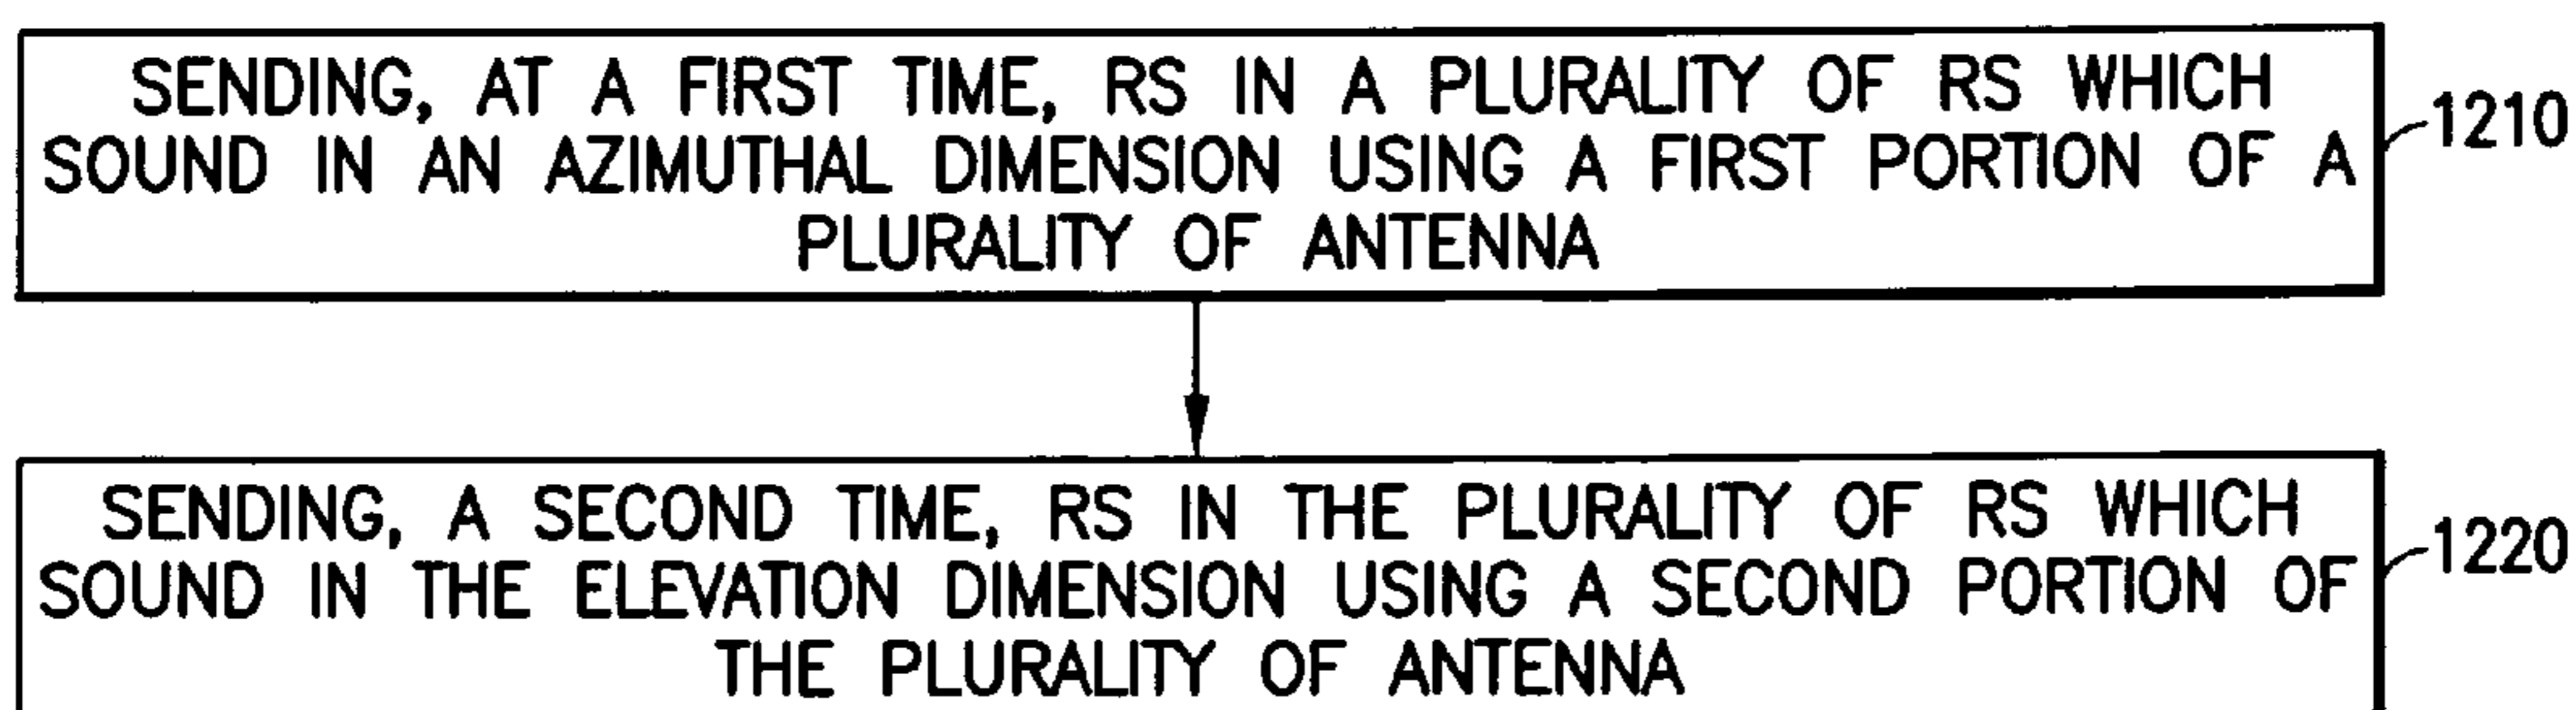 SENDING, AT A FIRST TIME, RS IN A PLURALITY OF RS WHICH
SOUND IN AN AZIMUTHAL DIMENSION USING A FIRST PORTION OF A
PLURALITY OF ANTENNA
1210
SENDING, A SECOND TIME, RS IN THE PLURALITY OF RS WHICH
SOUND IN THE ELEVATION DIMENSION USING A SECOND PORTION OF
THE PLURALITY OF ANTENNA
1220